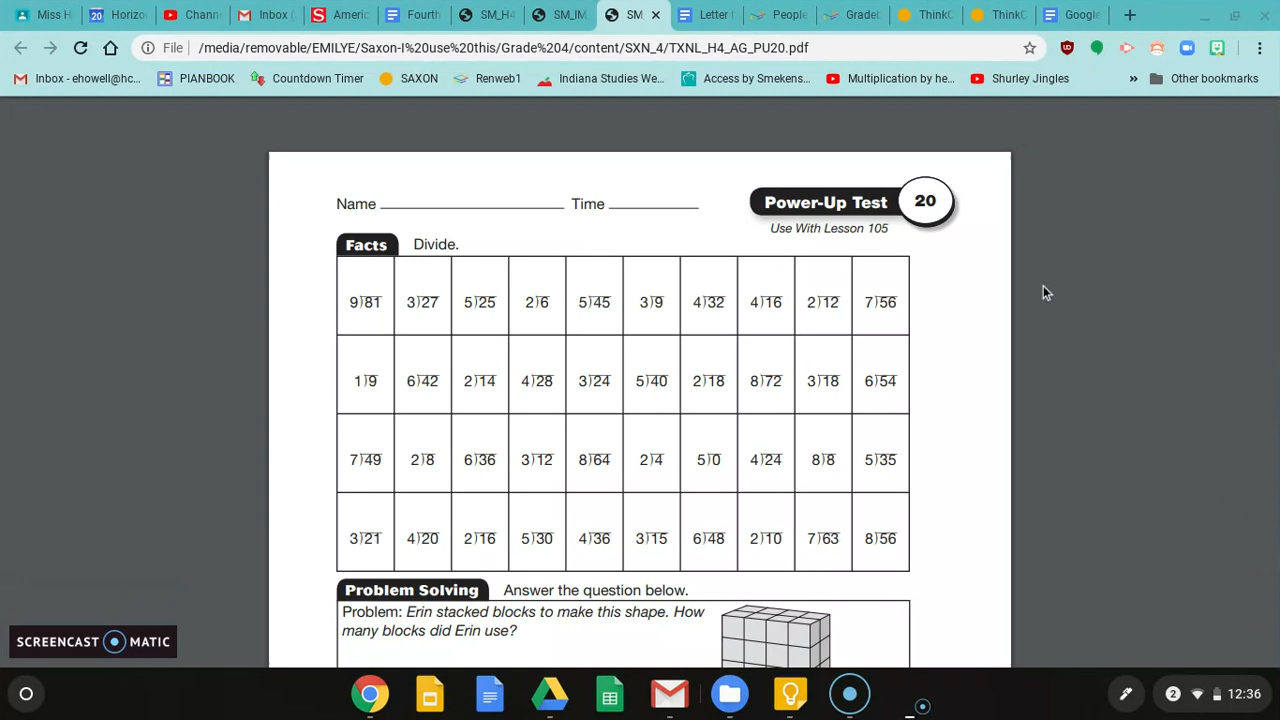 Miss H
20 Horizo
Chann
Inbox (
S Americ
Fourth
SM_H4
SM_IM
SM
Letter t
People
GradeL
ThinkC
ThinkC
Google
File /media/removable/EMILYE/Saxon-I%20use%20this/Grade%204/content/SXN_4/TXNL_H4_AG_PU20.pdf
Inbox - ehowell@hc... PIANBOOK Countdown Timer SAXON Renweb1 Indiana Studies We... Access by Smekens... Multiplication by he... Shurley Jingles » Other bookmarks
Name Time Power-Up Test 20
Use With Lesson 105
Facts Divide.
9)81 3)27 5)25 2)6 5)45 3)9 4)32 4)16 2)12 7)56
1)9 6)42 2)14 4)28 3)24 5)40 2)18 8)72 3)18 6)54
7)49 2)8 6)36 3)12 8)64 2)4 5)0 4)24 8)8 5)35
3)21 4)20 2)16 5)30 4)36 3)15 6)48 2)10 7)63 8)56
Problem Solving Answer the question below.
Problem: Erin stacked blocks to make this shape. How
many blocks did Erin use?
SCREENCAST MATIC
2 12:36